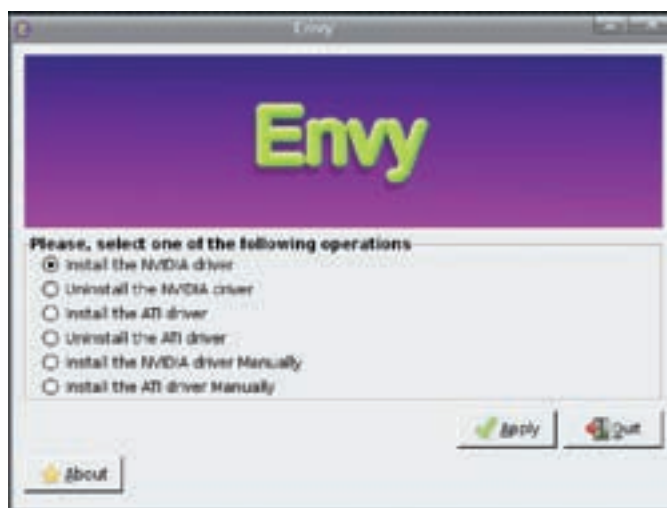 Envy
Envy
Please, select one of the following operations
Install the NVIDIA driver
Uninstall the NVIDIA driver
Install the ATI driver
Uninstall the ATI driver
Install the NVIDIA driver Manually
Install the ATI driver Manually
Apply
Quit
About